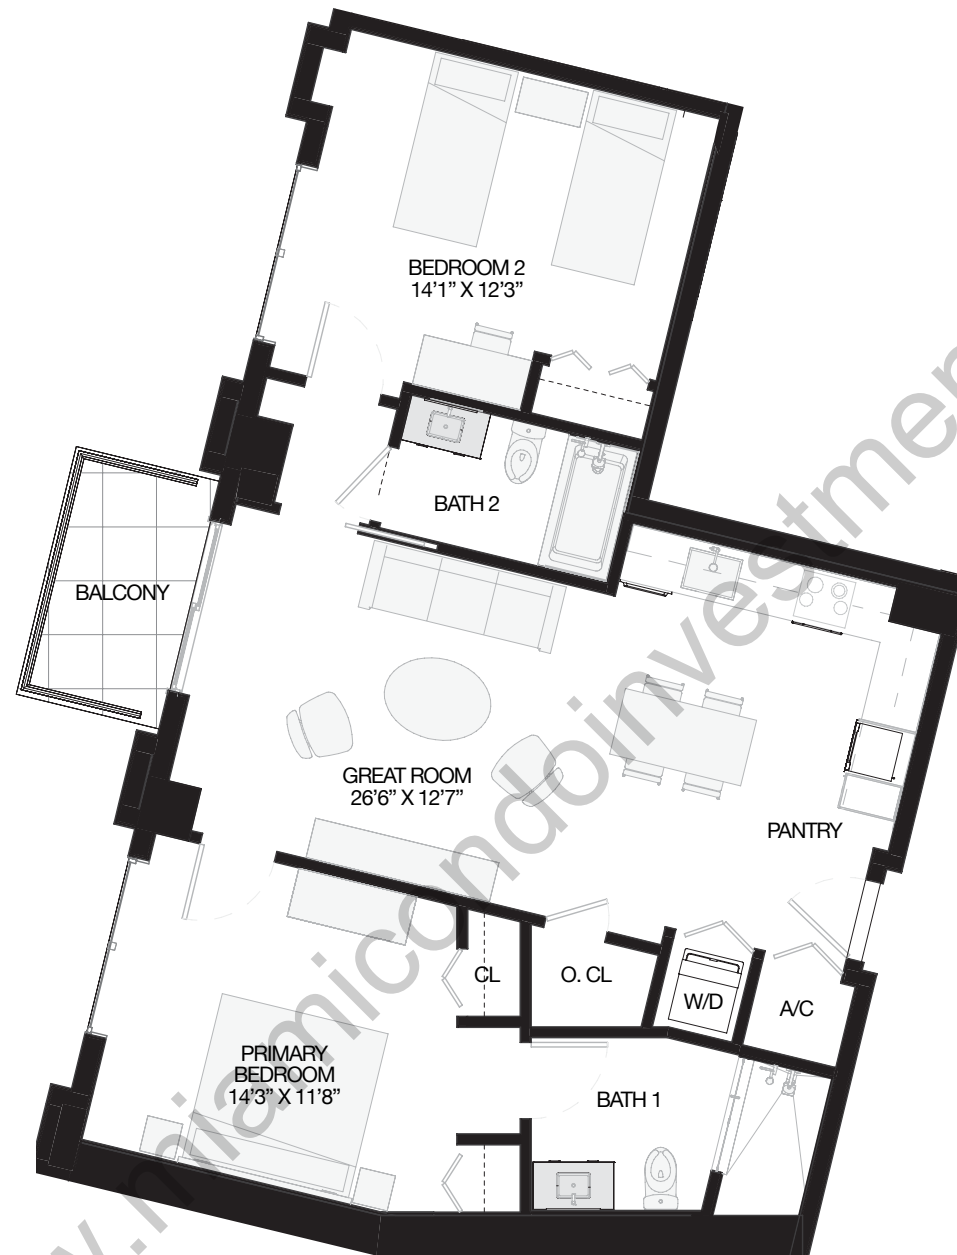 BEDROOM 2
14'1" X 12'3"
BATH 2
BALCONY
GREAT ROOM
26'6" X 12'7"
PANTRY
CL
O. CL
W/D
A/C
PRIMARY
BEDROOM
14'3" X 11'8"
BATH 1
w.miamicondoinvestmen